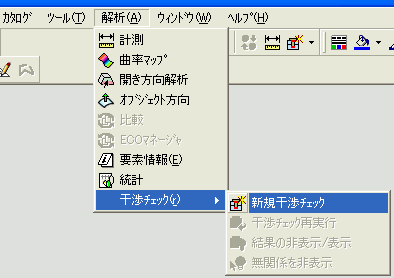 ｶﾀﾛｸﾞ ﾂｰﾙ(T) 解析(A) ｳｨﾝﾄﾞｳ(W) ﾍﾙﾌﾟ(H)
計測
曲率ﾏｯﾌﾟ
開き方向解析
ｵﾌﾞｼﾞｪｸﾄ方向
比較
ECOﾏﾈｰｼﾞｬ
要素情報(E)
統計
干渉ﾁｪｯｸ(I)
新規干渉ﾁｪｯｸ
干渉ﾁｪｯｸ再実行
結果の非表示/表示
無関係を非表示